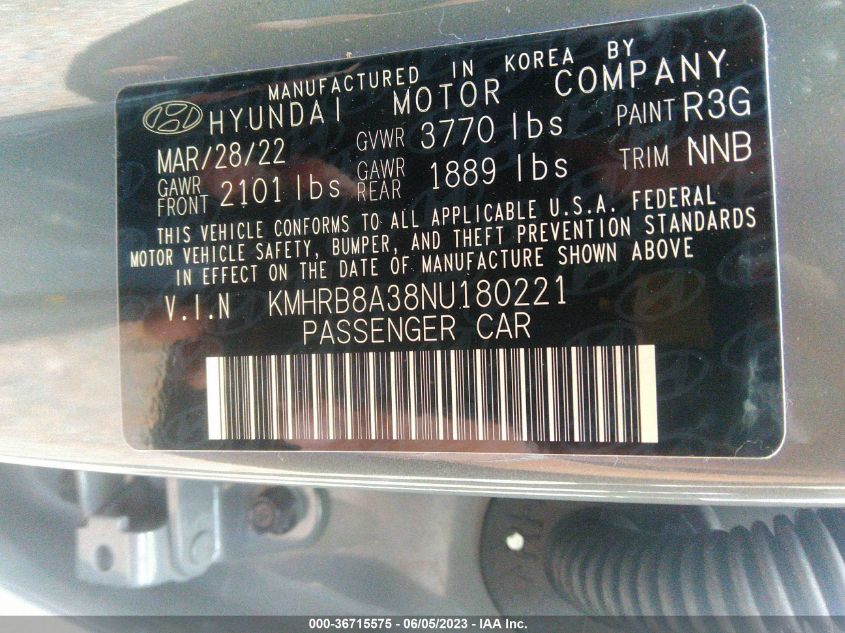 MANUFACTURED IN KOREA BY
HYUNDAI MOTOR COMPANY
MAR/28/22 GVWR 3770 lbs PAINT R3G
GAWR FRONT 2101 lbs GAWR REAR 1889 lbs TRIM NNB
THIS VEHICLE CONFORMS TO ALL APPLICABLE U.S.A. FEDERAL
MOTOR VEHICLE SAFETY, BUMPER, AND THEFT PREVENTION STANDARDS
IN EFFECT ON THE DATE OF MANUFACTURE SHOWN ABOVE
V.I.N KMHRB8A38NU180221
PASSENGER CAR
000-36715575 - 06/05/2023 - IAA Inc.